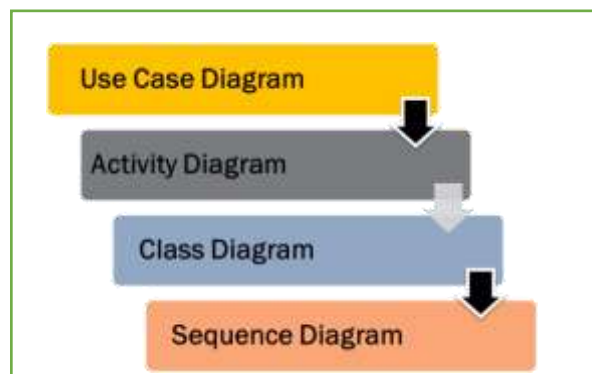 Use Case Diagram
Activity Diagram
Class Diagram
Sequence Diagram